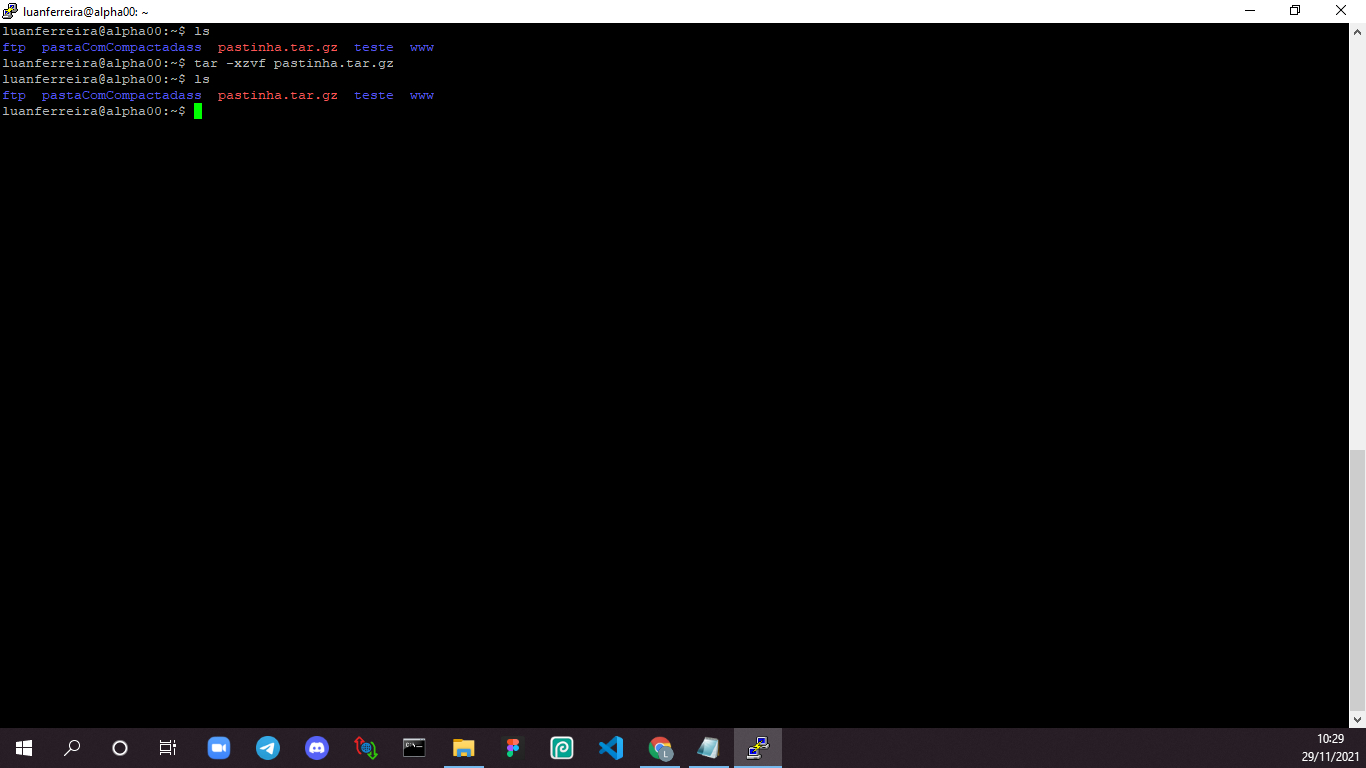 luanferreira@alpha00: ~
luanferreira@alpha00:~$ ls
ftp  pastaComCompactadass  pastinha.tar.gz  teste  www
luanferreira@alpha00:~$ tar -xzvf pastinha.tar.gz
luanferreira@alpha00:~$ ls
ftp  pastaComCompactadass  pastinha.tar.gz  teste  www
luanferreira@alpha00:~$
10:29
29/11/2021